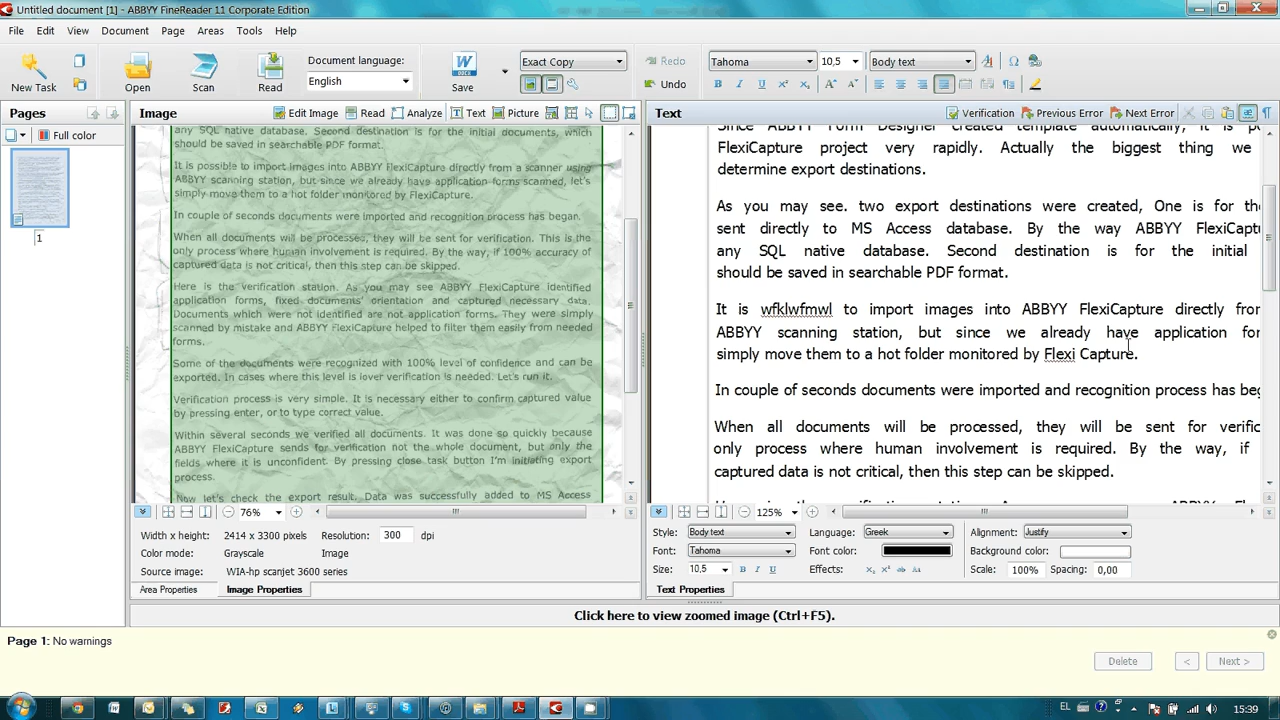 Untitled document [1] - ABBYY FineReader 11 Corporate Edition
File Edit View Document Page Areas Tools Help
New Task
Open
Scan
Read
Document language:
English
Save
Exact Copy
Redo
Undo
Tahoma
10,5
Body text
Pages
Full color
1
Image
Edit Image
Read
Analyze
Text
Picture
any SQL native database. Second destination is for the initial documents, which
should be saved in searchable PDF format.
It is possible to import images into ABBYY FlexiCapture directly from a scanner using
ABBYY scanning station, but since we already have application forms scanned, let's
simply move them to a hot folder monitored by FlexiCapture.
In couple of seconds documents were imported and recognition process has began.
When all documents will be processed, they will be sent for verification. This is the
only process where human involvement is required. By the way, if 100% accuracy of
captured data is not critical, then this step can be skipped.
Here is the verification station. As you may see ABBYY FlexiCapture identified
application forms, fixed documents' orientation and captured necessary data.
Documents which were not identified are not application forms. They were simply
scanned by mistake and ABBYY FlexiCapture helped to filter them easily from needed
forms.
Some of the documents were recognized with 100% level of confidence and can be
exported. In cases where this level is lover verification is needed. Let's run it.
Verification process is very simple. It is necessary either to confirm captured value
by pressing enter, or to type correct value.
Within several seconds we verified all documents. It was done so quickly because
ABBYY FlexiCapture sends for verification not the whole document, but only the
fields where it is unconfident. By pressing close task button I'm initiating export
process.
Now let's check the export result. Data was successfully added to MS Access
76%
Width x height: 2414 x 3300 pixels Resolution: 300 dpi
Color mode: Grayscale Image
Source image: WIA-hp scanjet 3600 series
Area Properties
Image Properties
Text
Verification
Previous Error
Next Error
Since ABBYY Form Designer created template automatically, it is po
FlexiCapture project very rapidly. Actually the biggest thing we
determine export destinations.
As you may see. two export destinations were created, One is for the
sent directly to MS Access database. By the way ABBYY FlexiCaptu
any SQL native database. Second destination is for the initial
should be saved in searchable PDF format.
It is wfklwfmwl to import images into ABBYY FlexiCapture directly from
ABBYY scanning station, but since we already have application for
simply move them to a hot folder monitored by Flexi Capture.
In couple of seconds documents were imported and recognition process has beg
When all documents will be processed, they will be sent for verific
only process where human involvement is required. By the way, if
captured data is not critical, then this step can be skipped.
125%
Style: Body text Language: Greek Alignment: Justify
Font: Tahoma Font color: Background color:
Size: 10,5 Effects: Scale: 100% Spacing: 0,00
Text Properties
Click here to view zoomed image (Ctrl+F5).
Page 1: No warnings
Delete < Next >
EL 15:39